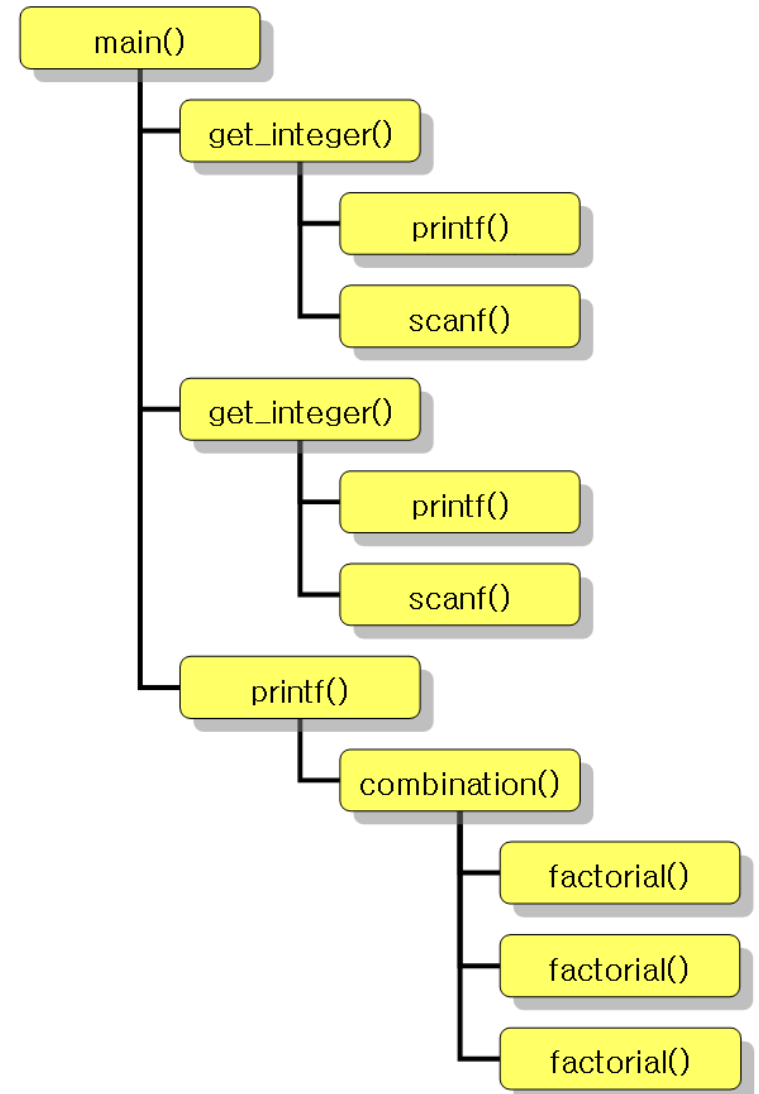 main()
get_integer()
printf()
scanf()
get_integer()
printf()
scanf()
printf()
combination()
factorial()
factorial()
factorial()